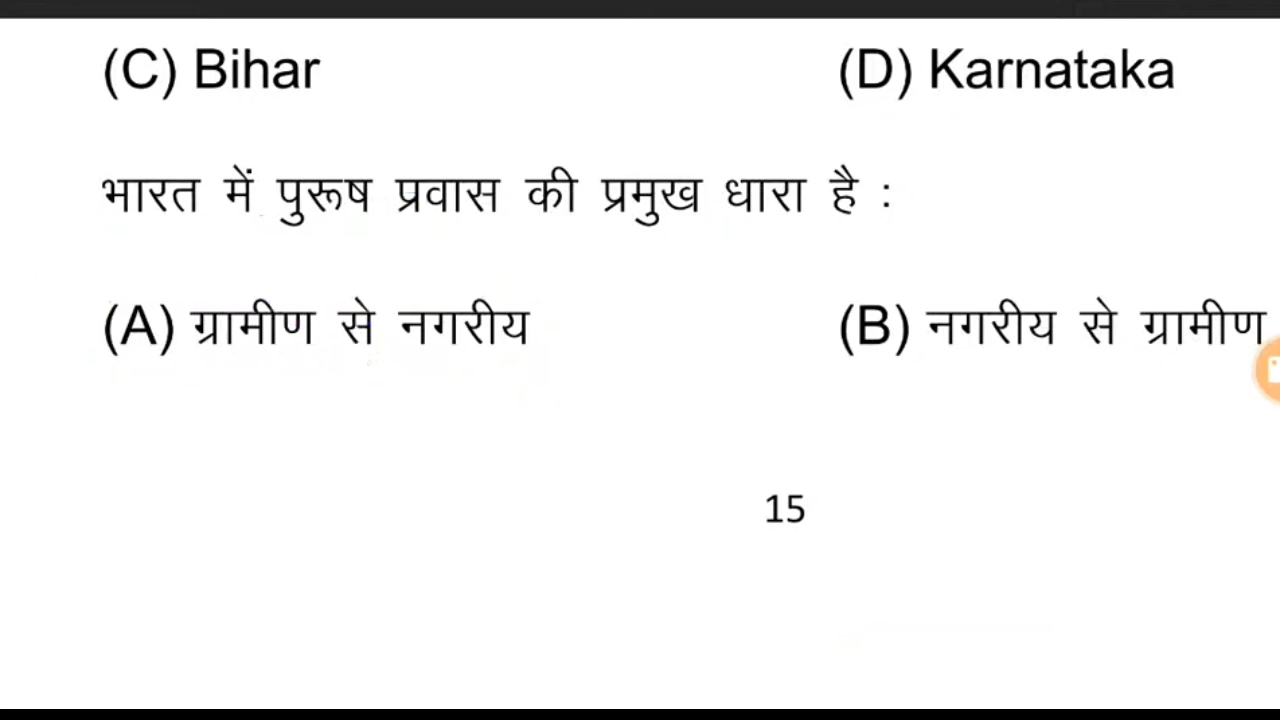 (C) Bihar (D) Karnataka
भारत में पुरूष प्रवास की प्रमुख धारा है :
(A) ग्रामीण से नगरीय (B) नगरीय से ग्रामीण
15